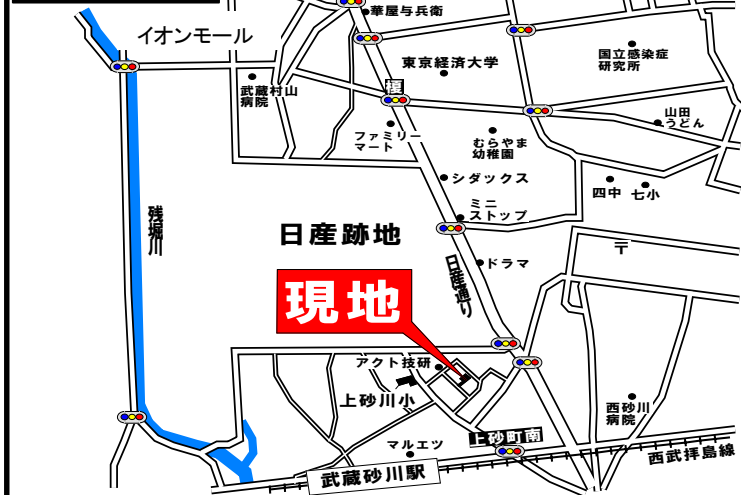 華屋与兵衛
イオンモール
東京経済大学
国立感染症
研究所
武蔵村山
病院
榎
山田
うどん
ファミリー
マート
むらやま
幼稚園
シダックス
四中
七小
ミニ
ストップ
残堀川
日産跡地
〒
ドラマ
日産通り
現地
アクト技研
上砂川小
西砂川
病院
上砂町南
マルエツ
武蔵砂川駅
西武拝島線